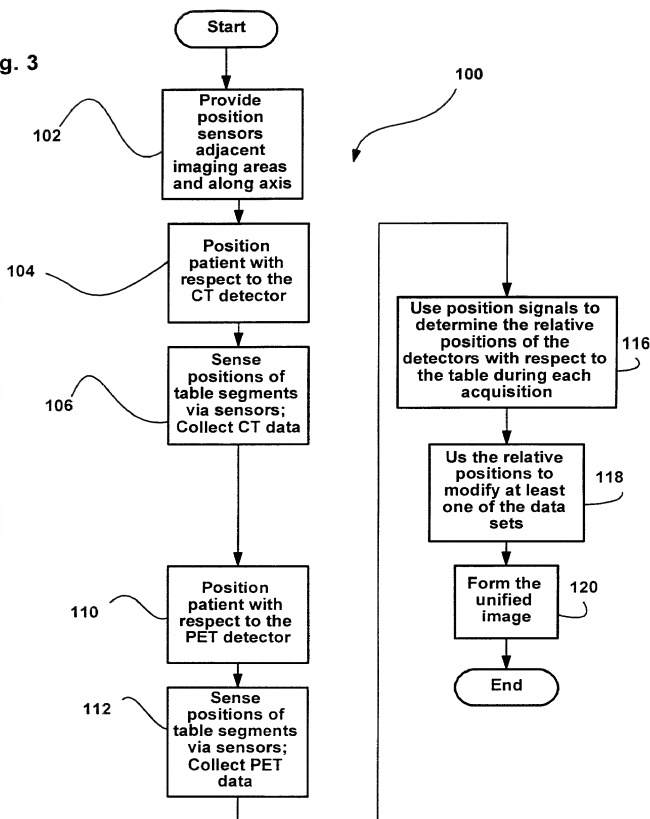 Start
g. 3
100
Provide
position
sensors
adjacent
imaging areas
and along axis
102
Position
patient with
respect to the
CT detector
104
Sense
positions of
table segments
via sensors;
Collect CT data
106
Position
patient with
respect to the
PET detector
110
Sense
positions of
table segments
via sensors;
Collect PET
data
112
Use position signals to
determine the relative
positions of the
detectors with respect to
the table during each
acquisition
116
Us the relative
positions to
modify at least
one of the data
sets
118
Form the
unified
image
120
End